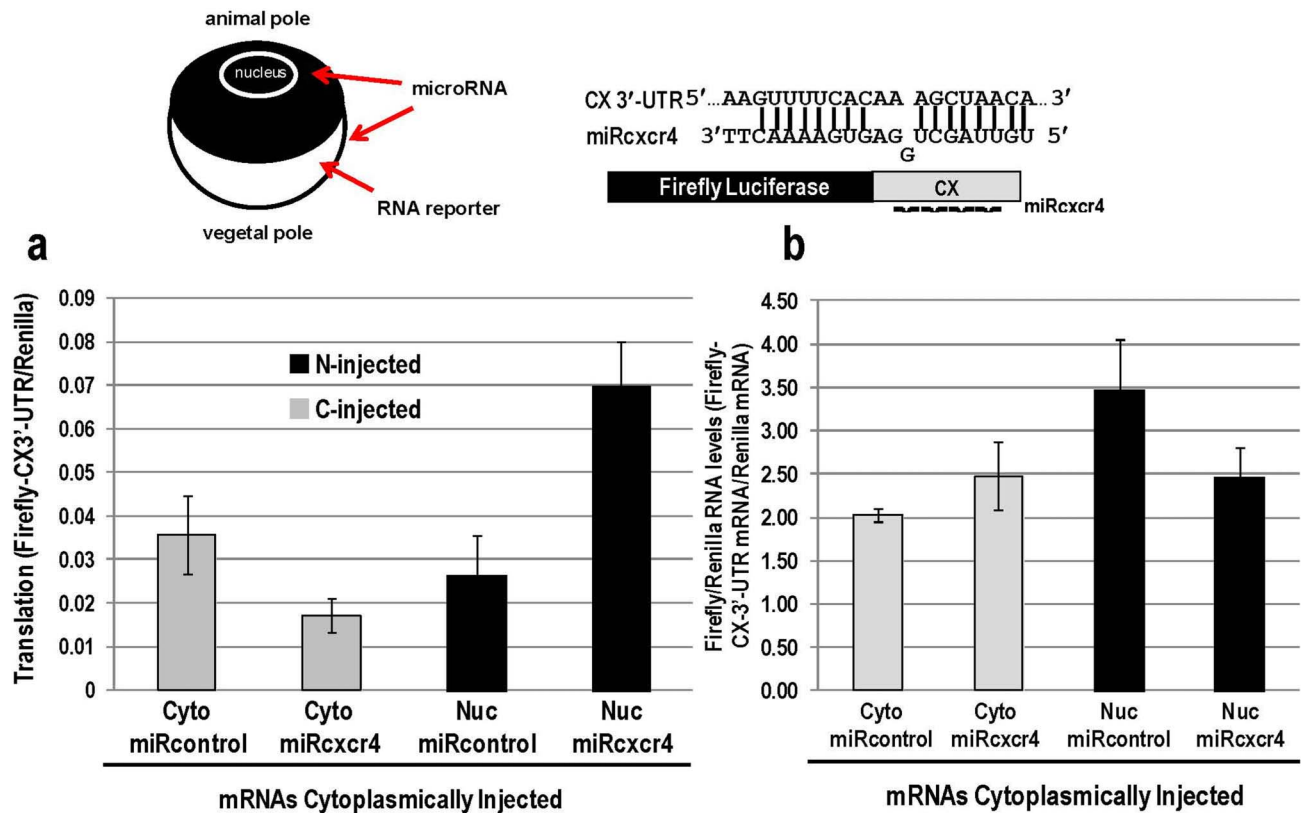 animal pole
nucleus
microRNA
RNA reporter
vegetal pole
CX 3′-UTR 5′...AAGUUUUCACAA AGCUAACA... 3′
miRcxcr4 3′TTCAAAAGUGAG UCGAUUGU 5′
G
Firefly Luciferase CX
miRcxcr4
a
Translation (Firefly-CX3'-UTR/Renilla)
0.09
0.08
0.07
0.06
0.05
0.04
0.03
0.02
0.01
0
N-injected
C-injected
Cyto
miRcontrol
Cyto
miRcxcr4
Nuc
miRcontrol
Nuc
miRcxcr4
mRNAs Cytoplasmically Injected
b
Firefly/Renilla RNA levels (Firefly-
CX-3'-UTR mRNA/Renilla mRNA)
4.50
4.00
3.50
3.00
2.50
2.00
1.50
1.00
0.50
0.00
Cyto
miRcontrol
Cyto
miRcxcr4
Nuc
miRcontrol
Nuc
miRcxcr4
mRNAs Cytoplasmically Injected